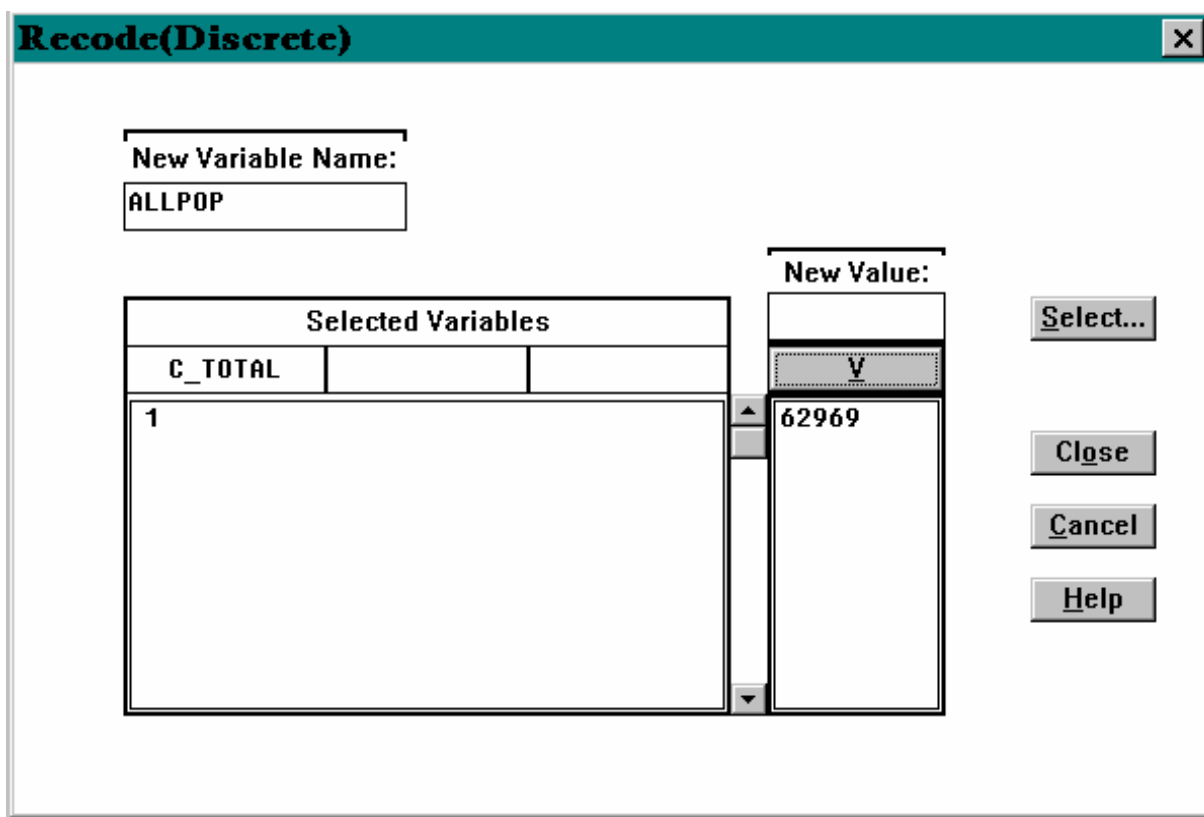 Recode(Discrete)
New Variable Name:
ALLPOP
New Value:
Selected Variables
Select...
C_TOTAL
V
1
62969
Close
Cancel
Help